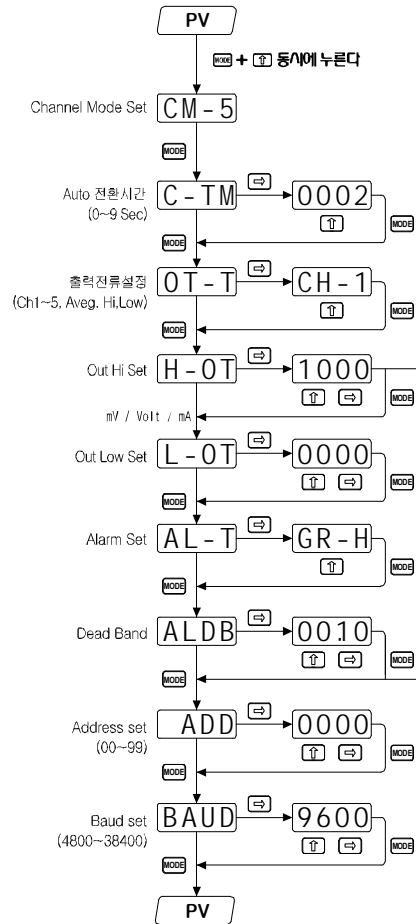 PV
MODE + ⇧ 동시에 누른다
Channel Mode Set CM-5
MODE
Auto 전환시간 C-TM ⇨ 0002
(0~9 Sec) ⇧
MODE MODE
출력전류설정 OT-T ⇨ CH-1
(Ch1~5, Aveg. Hi,Low) ⇧
MODE MODE
Out Hi Set H-OT ⇨ 1000
⇧ ⇨ MODE
mV / Volt / mA
Out Low Set L-OT ⇨ 0000
⇧ ⇨ MODE
MODE
Alarm Set AL-T ⇨ GR-H
⇧ MODE
MODE
Dead Band ALDB ⇨ 00.10
⇧ ⇨ MODE
MODE
Address set ADD ⇨ 0000
(00~99) ⇧ ⇨ MODE
MODE
Baud set BAUD ⇨ 9600
(4800~38400) ⇧ ⇨ MODE
MODE
PV